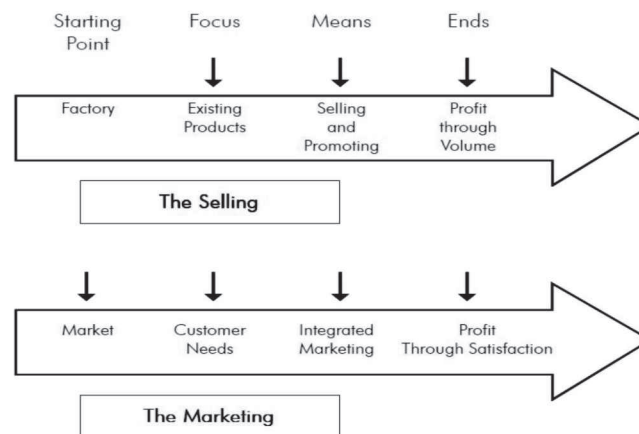 Starting Point
Focus
Means
Ends
Factory
Existing Products
Selling and Promoting
Profit through Volume
The Selling
Market
Customer Needs
Integrated Marketing
Profit Through Satisfaction
The Marketing